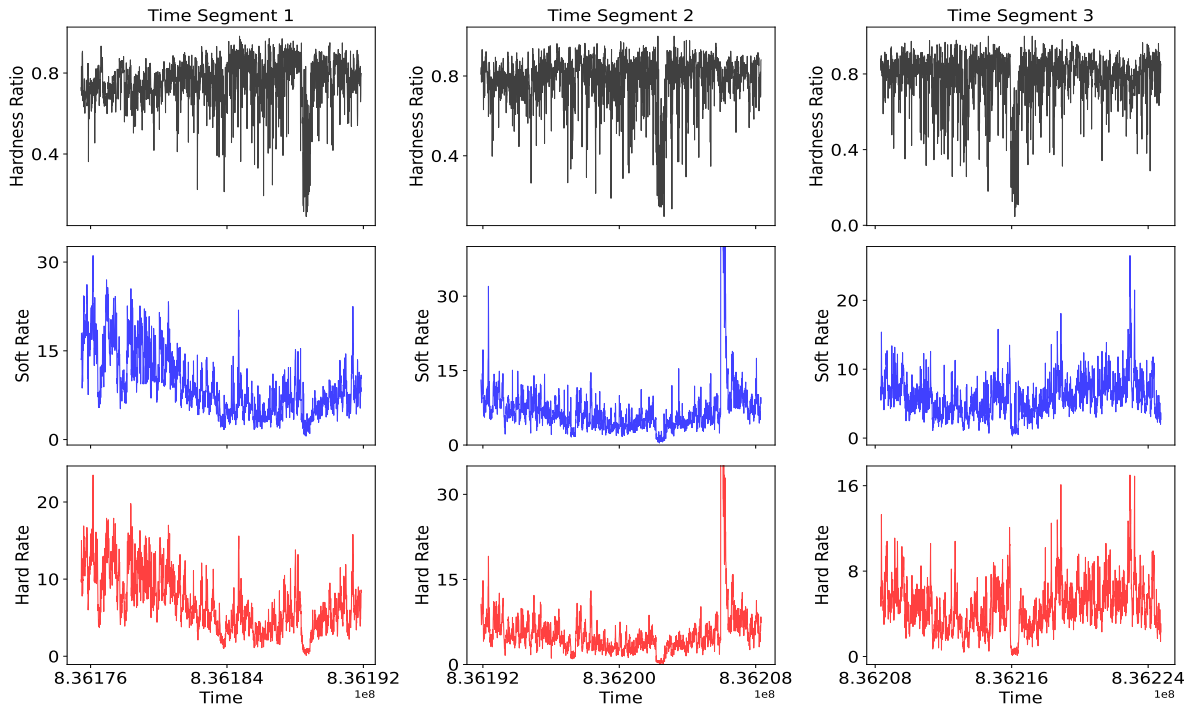 Time Segment 1
Time Segment 2
Time Segment 3
Hardness Ratio
0.8
0.4
Hardness Ratio
0.8
0.4
Hardness Ratio
0.8
0.4
0.0
Soft Rate
30
15
0
Soft Rate
30
15
0
Soft Rate
20
10
0
Hard Rate
20
10
0
Hard Rate
30
15
0
Hard Rate
16
8
0
8.36176 8.36184 8.36192
1e8
Time
8.36192 8.36200 8.36208
1e8
Time
8.36208 8.36216 8.36224
1e8
Time